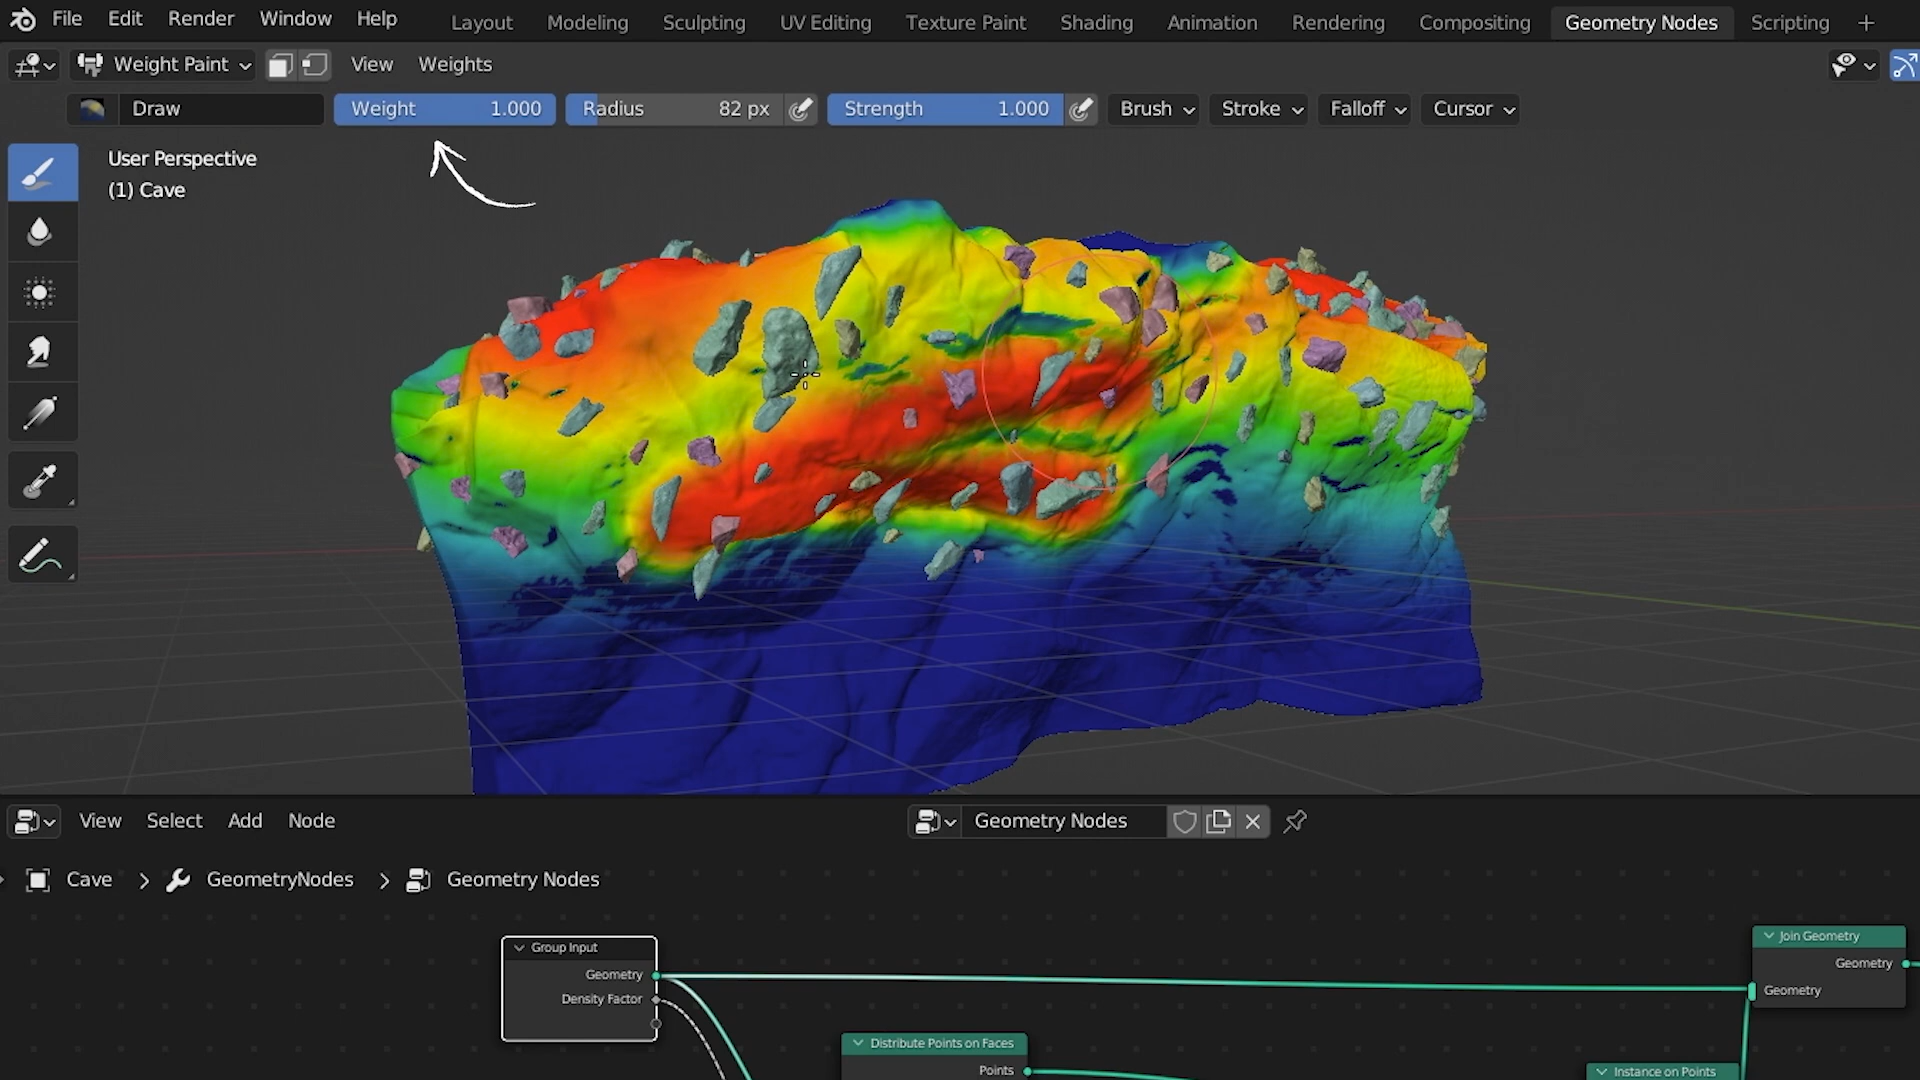 File Edit Render Window Help Layout Modeling Sculpting UV Editing Texture Paint Shading Animation Rendering Compositing Geometry Nodes Scripting +
Weight Paint View Weights
Draw Weight 1.000 Radius 82 px Strength 1.000 Brush Stroke Falloff Cursor
User Perspective
(1) Cave
View Select Add Node Geometry Nodes
Cave > GeometryNodes > Geometry Nodes
Group Input
Geometry
Density Factor
Join Geometry
Geometry
Geometry
Distribute Points on Faces
Points
Instance on Points